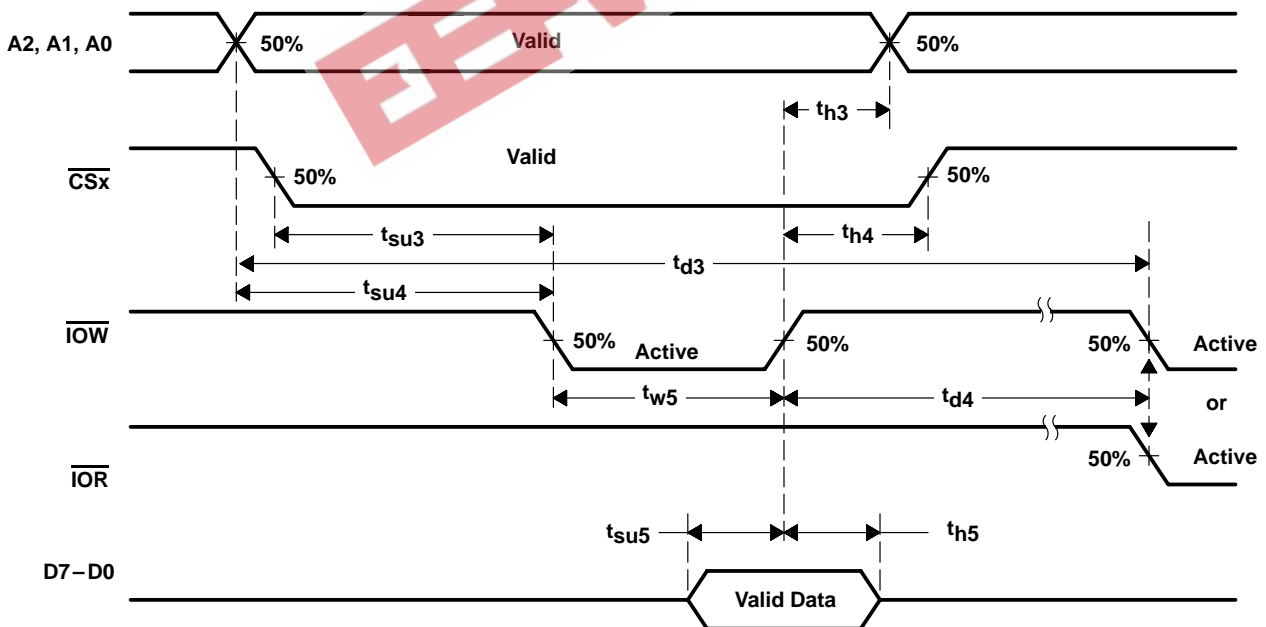 A2, A1, A0
50%
Valid
50%
th3
CSx
50%
Valid
50%
tsu3
th4
td3
tsu4
IOW
50%
Active
50%
50%
Active
tw5
td4
or
IOR
50%
Active
tsu5
th5
D7–D0
Valid Data